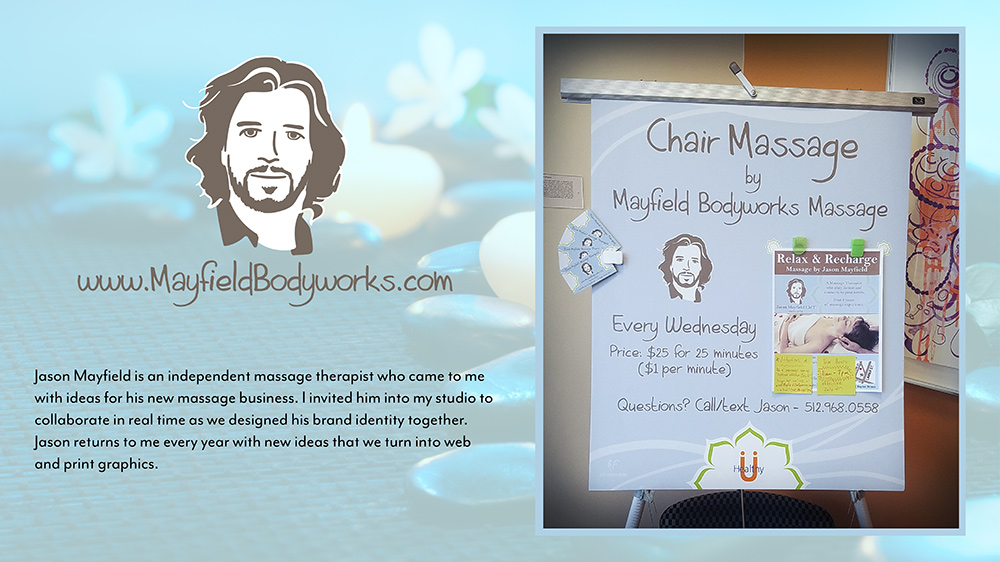 www.MayfieldBodyworks.com
Jason Mayfield is an independent massage therapist who came to me
with ideas for his new massage business. I invited him into my studio to
collaborate in real time as we designed his brand identity together.
Jason returns to me every year with new ideas that we turn into web
and print graphics.
Chair Massage
by
Mayfield Bodyworks Massage
Relax & Recharge
Massage by Jason Mayfield
Every Wednesday
Price: $25 for 25 minutes
($1 per minute)
Questions? Call/text Jason - 512.968.0558
Healthy
Ü